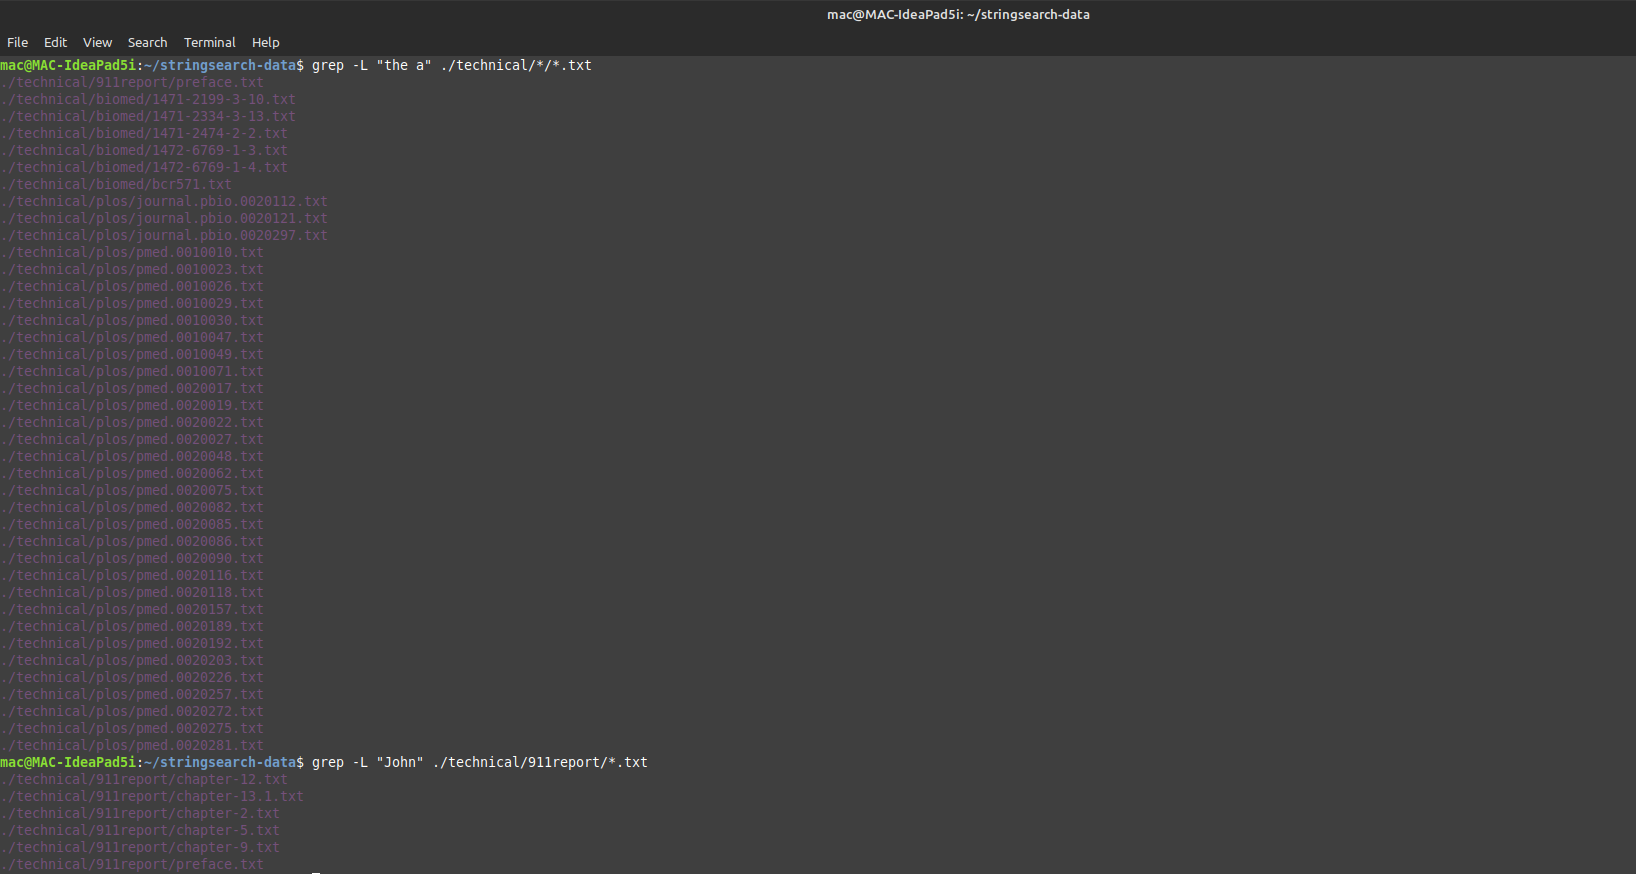 mac@MAC-IdeaPad5i: ~/stringsearch-data
File Edit View Search Terminal Help
mac@MAC-IdeaPad5i:~/stringsearch-data$ grep -L "the a" ./technical/*/*.txt
./technical/911report/preface.txt
./technical/biomed/1471-2199-3-10.txt
./technical/biomed/1471-2334-3-13.txt
./technical/biomed/1471-2474-2-2.txt
./technical/biomed/1472-6769-1-3.txt
./technical/biomed/1472-6769-1-4.txt
./technical/biomed/bcr571.txt
./technical/plos/journal.pbio.0020112.txt
./technical/plos/journal.pbio.0020121.txt
./technical/plos/journal.pbio.0020297.txt
./technical/plos/pmed.0010010.txt
./technical/plos/pmed.0010023.txt
./technical/plos/pmed.0010026.txt
./technical/plos/pmed.0010029.txt
./technical/plos/pmed.0010030.txt
./technical/plos/pmed.0010047.txt
./technical/plos/pmed.0010049.txt
./technical/plos/pmed.0010071.txt
./technical/plos/pmed.0020017.txt
./technical/plos/pmed.0020019.txt
./technical/plos/pmed.0020022.txt
./technical/plos/pmed.0020027.txt
./technical/plos/pmed.0020048.txt
./technical/plos/pmed.0020062.txt
./technical/plos/pmed.0020075.txt
./technical/plos/pmed.0020082.txt
./technical/plos/pmed.0020085.txt
./technical/plos/pmed.0020086.txt
./technical/plos/pmed.0020090.txt
./technical/plos/pmed.0020116.txt
./technical/plos/pmed.0020118.txt
./technical/plos/pmed.0020157.txt
./technical/plos/pmed.0020189.txt
./technical/plos/pmed.0020192.txt
./technical/plos/pmed.0020203.txt
./technical/plos/pmed.0020226.txt
./technical/plos/pmed.0020257.txt
./technical/plos/pmed.0020272.txt
./technical/plos/pmed.0020275.txt
./technical/plos/pmed.0020281.txt
mac@MAC-IdeaPad5i:~/stringsearch-data$ grep -L "John" ./technical/911report/*.txt
./technical/911report/chapter-12.txt
./technical/911report/chapter-13.1.txt
./technical/911report/chapter-2.txt
./technical/911report/chapter-5.txt
./technical/911report/chapter-9.txt
./technical/911report/preface.txt